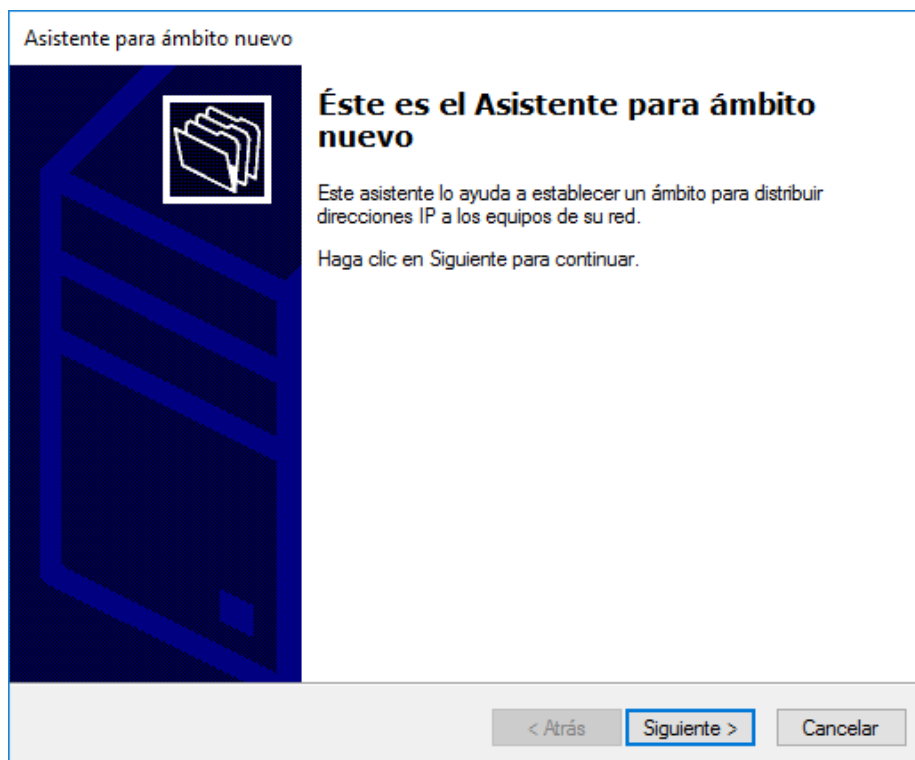 Asistente para ámbito nuevo
Éste es el Asistente para ámbito
nuevo
Este asistente lo ayuda a establecer un ámbito para distribuir
direcciones IP a los equipos de su red.
Haga clic en Siguiente para continuar.
< Atrás
Siguiente >
Cancelar